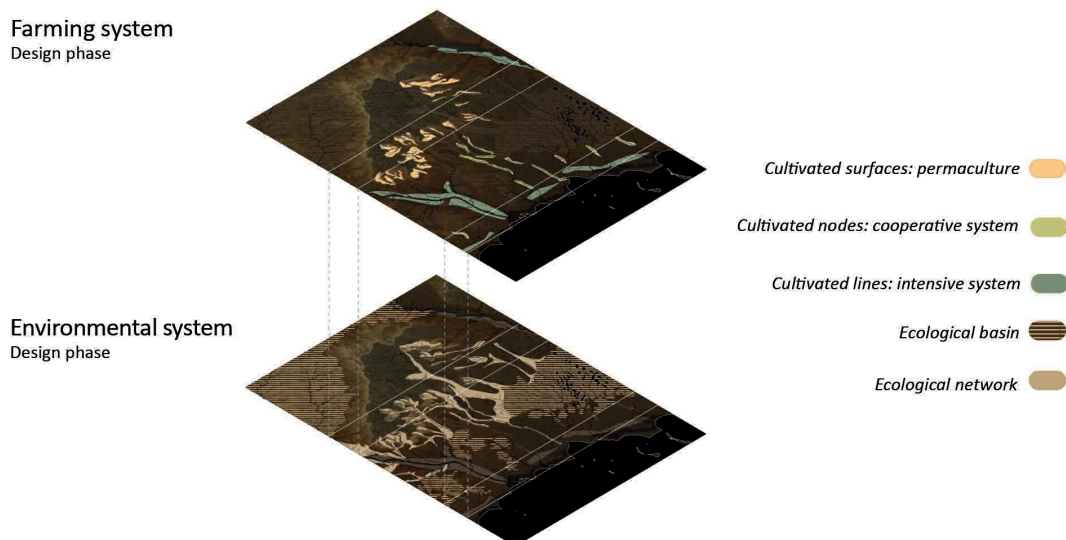 Farming system
Design phase
Cultivated surfaces: permaculture
Cultivated nodes: cooperative system
Cultivated lines: intensive system
Environmental system
Design phase
Ecological basin
Ecological network